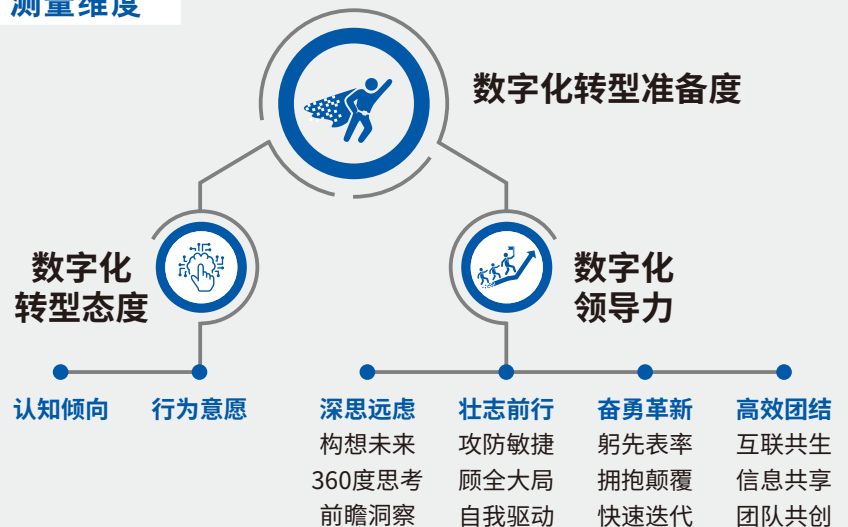 测量维度
数字化转型准备度
数字化
转型态度
数字化
领导力
认知倾向
行为意愿
深思远虑
构想未来
360度思考
前瞻洞察
壮志前行
攻防敏捷
顾全大局
自我驱动
奋勇革新
躬先表率
拥抱颠覆
快速迭代
高效团结
互联共生
信息共享
团队共创